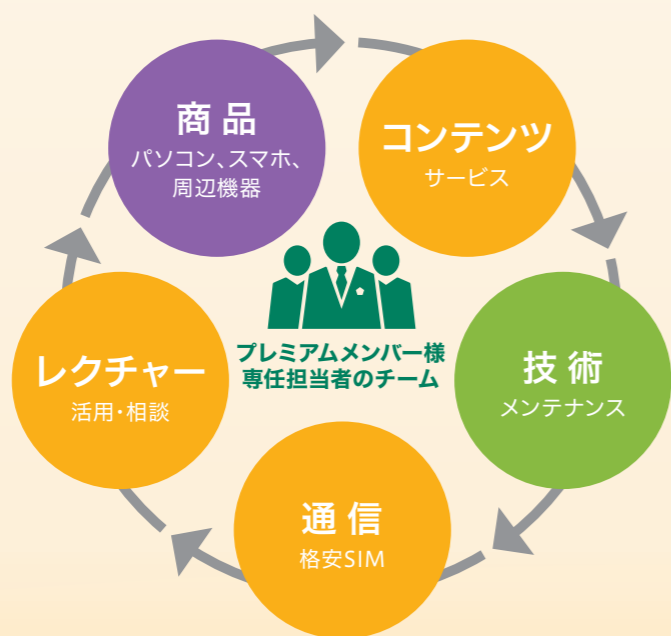 商品
パソコン、スマホ、
周辺機器
コンテンツ
サービス
技術
メンテナンス
通信
格安SIM
レクチャー
活用・相談
プレミアムメンバー様
専任担当者のチーム